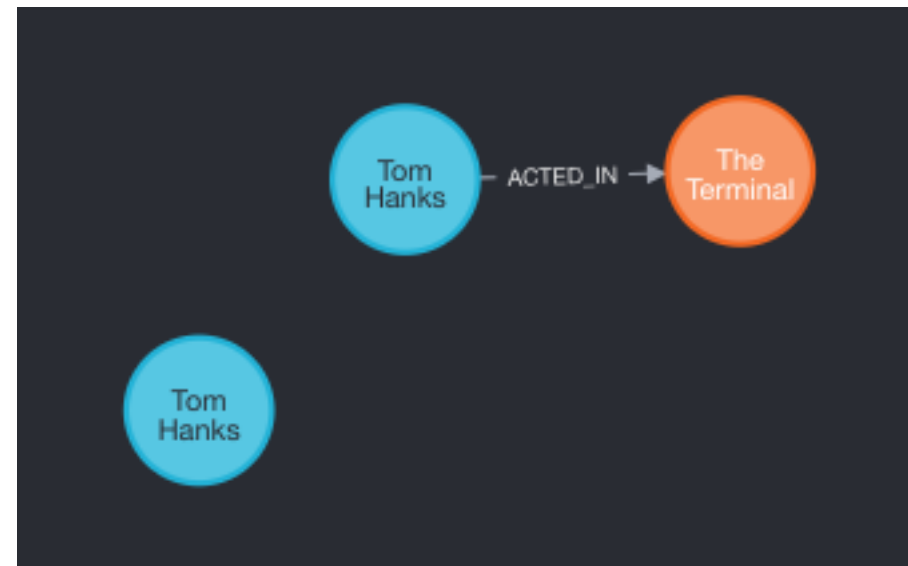 Tom
Hanks
ACTED_IN
The
Terminal
Tom
Hanks